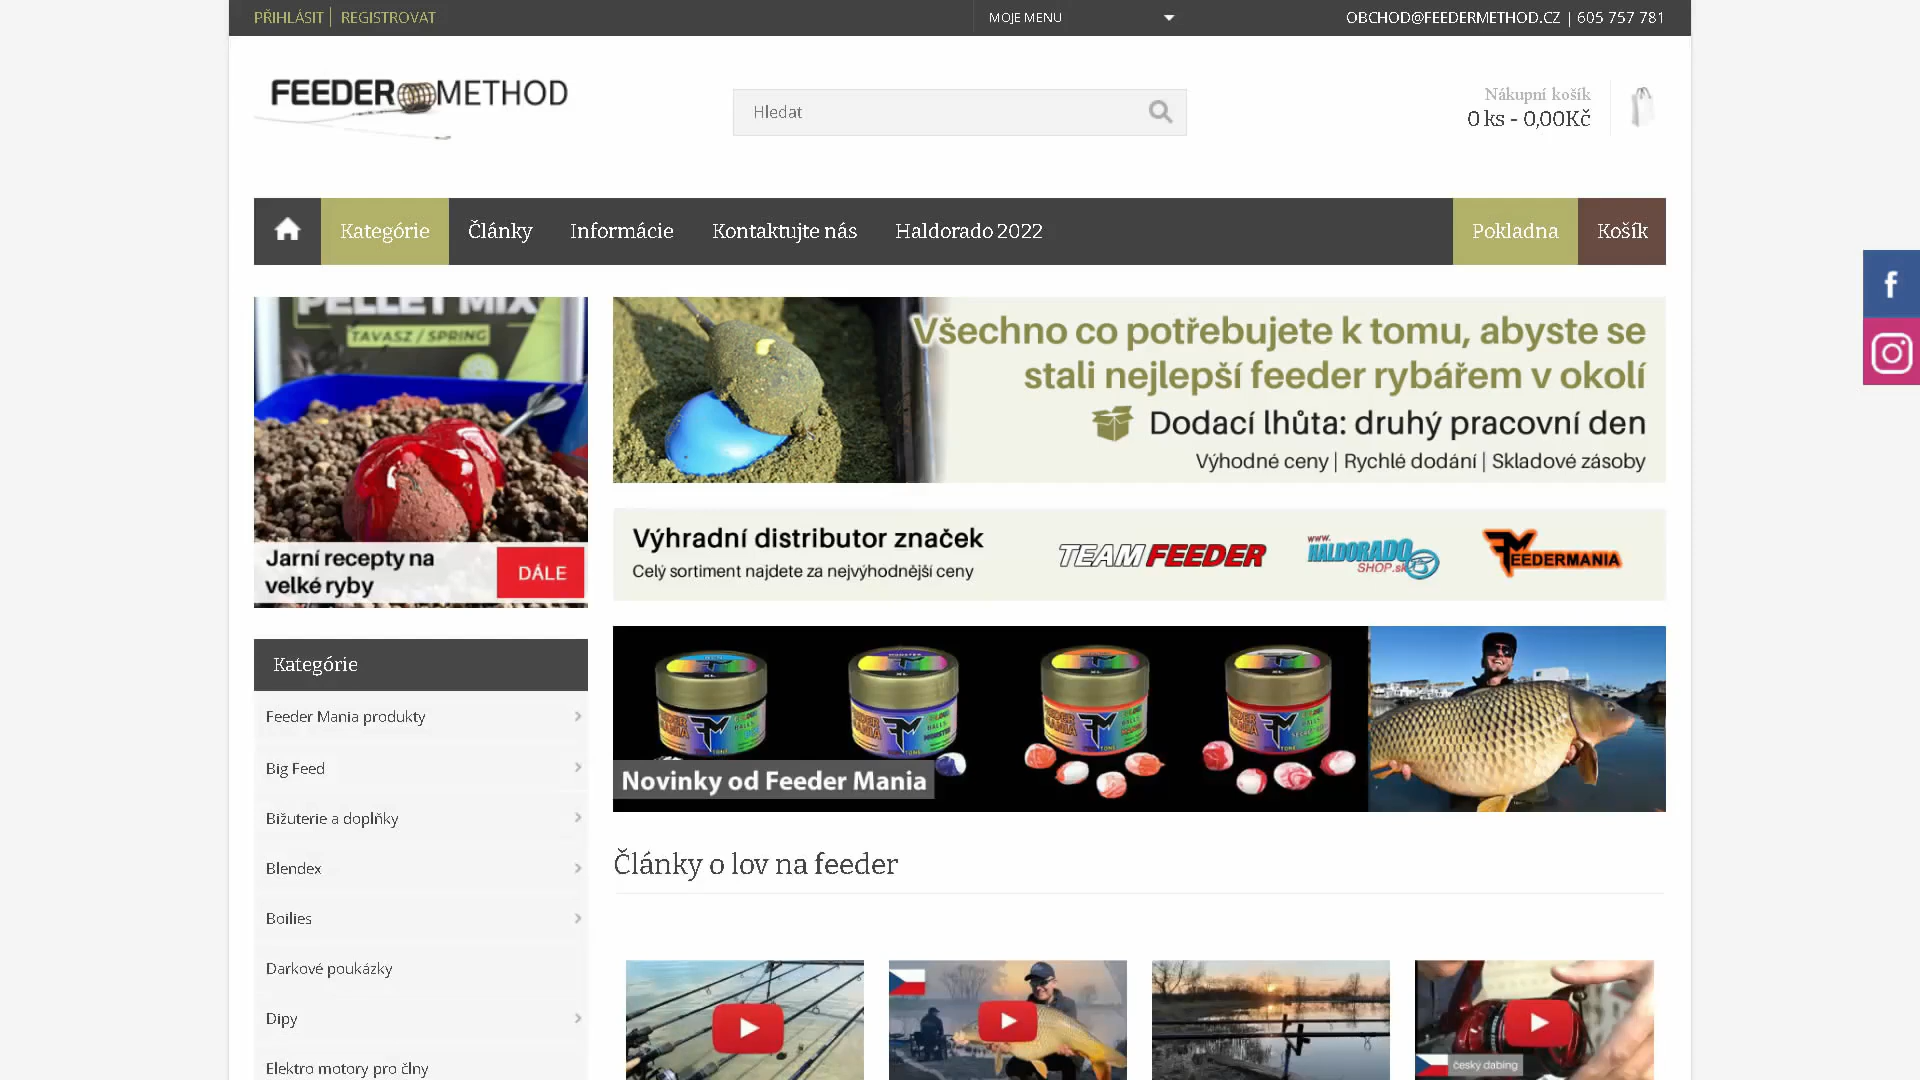 PŘIHLÁSIT
REGISTROVAT
MOJE MENU
OBCHOD@FEEDERMETHOD.CZ | 605 757 781
FEEDER METHOD
Hledat
Nákupní košík
0 ks - 0,00Kč
Kategórie
Články
Informácie
Kontaktujte nás
Haldorado 2022
Pokladna
Košík
PELLET MIX
TAVASZ / SPRING
Jarní recepty na
velké ryby
DÁLE
Všechno co potřebujete k tomu, abyste se
stali nejlepší feeder rybářem v okolí
Dodací lhůta: druhý pracovní den
Výhodné ceny | Rychlé dodání | Skladové zásoby
Výhradní distributor značek
Celý sortiment najdete za nejvýhodnější ceny
TEAM FEEDER
www.
HALDORADO
SHOP.sk
FEEDERMANIA
Novinky od Feeder Mania
Kategórie
Feeder Mania produkty
Big Feed
Bižuterie a doplňky
Blendex
Boilies
Darkové poukázky
Dipy
Elektro motory pro člny
Články o lov na feeder
český dabing